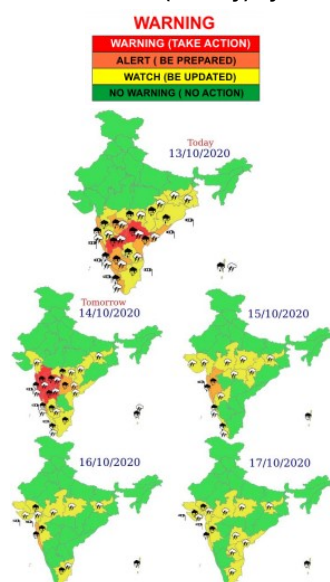 WARNING
WARNING (TAKE ACTION)
ALERT ( BE PREPARED)
WATCH (BE UPDATED)
NO WARNING ( NO ACTION)
Today
13/10/2020
Tomorrow
14/10/2020
15/10/2020
16/10/2020
17/10/2020